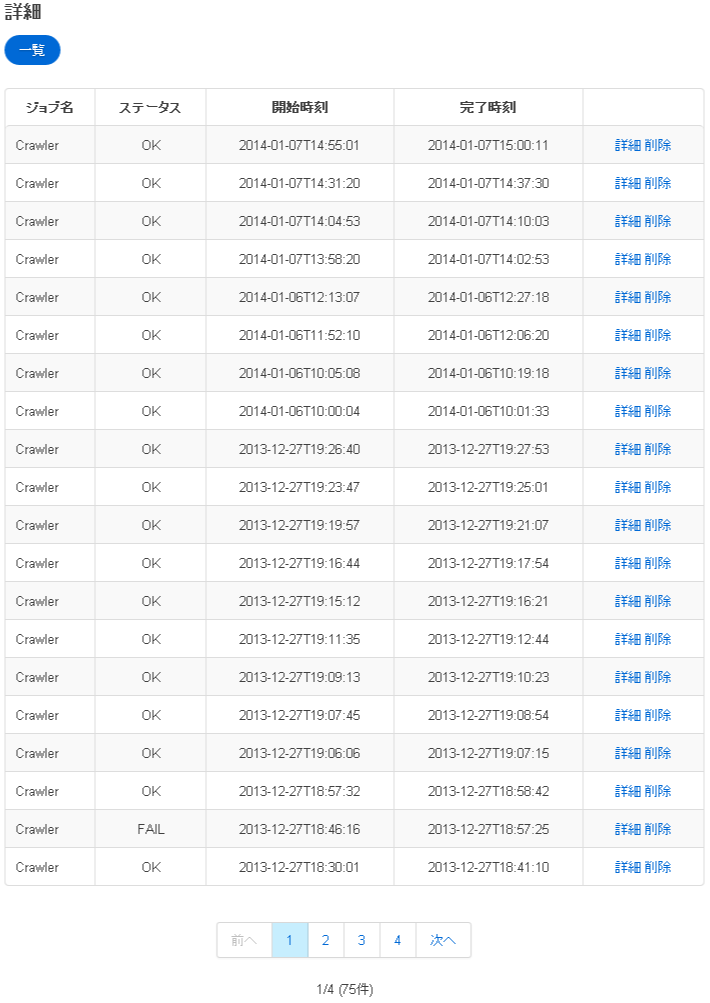 詳細
一覧
ジョブ名 ステータス 開始時刻 完了時刻
Crawler OK 2014-01-07T14:55:01 2014-01-07T15:00:11 詳細 削除
Crawler OK 2014-01-07T14:31:20 2014-01-07T14:37:30 詳細 削除
Crawler OK 2014-01-07T14:04:53 2014-01-07T14:10:03 詳細 削除
Crawler OK 2014-01-07T13:58:20 2014-01-07T14:02:53 詳細 削除
Crawler OK 2014-01-06T12:13:07 2014-01-06T12:27:18 詳細 削除
Crawler OK 2014-01-06T11:52:10 2014-01-06T12:06:20 詳細 削除
Crawler OK 2014-01-06T10:05:08 2014-01-06T10:19:18 詳細 削除
Crawler OK 2014-01-06T10:00:04 2014-01-06T10:01:33 詳細 削除
Crawler OK 2013-12-27T19:26:40 2013-12-27T19:27:53 詳細 削除
Crawler OK 2013-12-27T19:23:47 2013-12-27T19:25:01 詳細 削除
Crawler OK 2013-12-27T19:19:57 2013-12-27T19:21:07 詳細 削除
Crawler OK 2013-12-27T19:16:44 2013-12-27T19:17:54 詳細 削除
Crawler OK 2013-12-27T19:15:12 2013-12-27T19:16:21 詳細 削除
Crawler OK 2013-12-27T19:11:35 2013-12-27T19:12:44 詳細 削除
Crawler OK 2013-12-27T19:09:13 2013-12-27T19:10:23 詳細 削除
Crawler OK 2013-12-27T19:07:45 2013-12-27T19:08:54 詳細 削除
Crawler OK 2013-12-27T19:06:06 2013-12-27T19:07:15 詳細 削除
Crawler OK 2013-12-27T18:57:32 2013-12-27T18:58:42 詳細 削除
Crawler FAIL 2013-12-27T18:46:16 2013-12-27T18:57:25 詳細 削除
Crawler OK 2013-12-27T18:30:01 2013-12-27T18:41:10 詳細 削除
前へ 1 2 3 4 次へ
1/4 (75件)